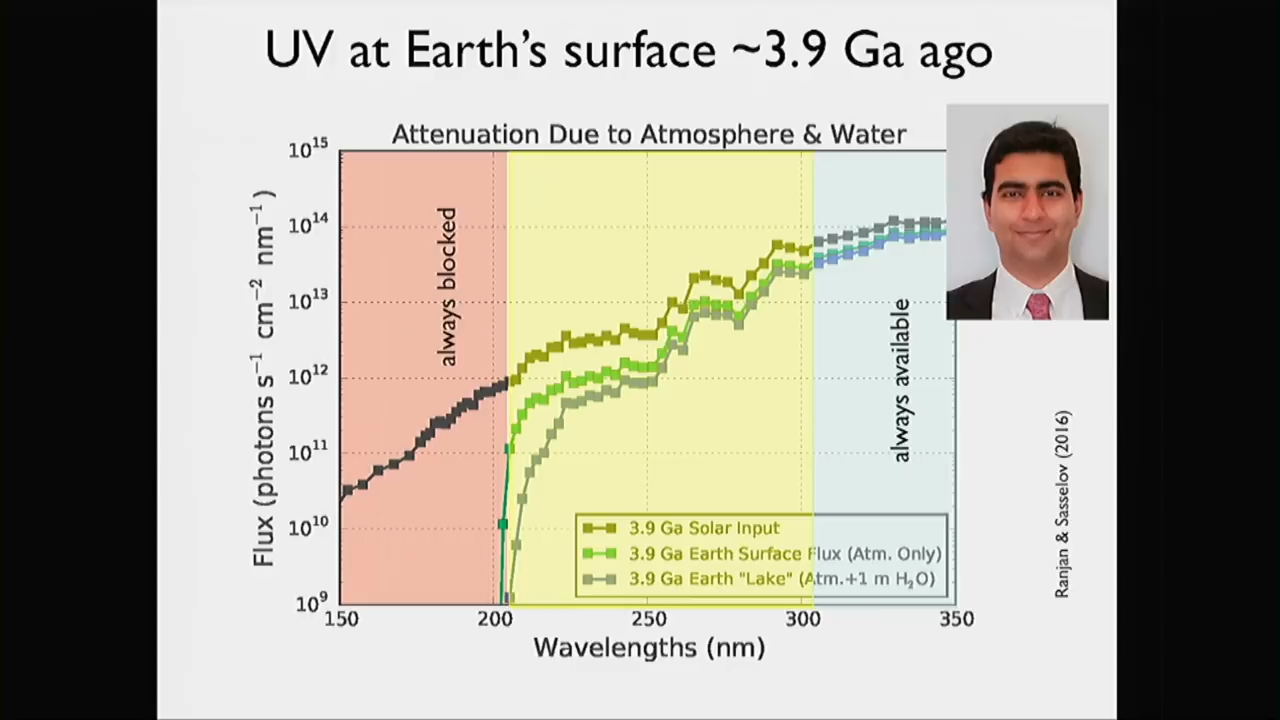 UV at Earth's surface ~3.9 Ga ago
Attenuation Due to Atmosphere & Water
10¹⁵
10¹⁴
10¹³
10¹²
10¹¹
10¹⁰
10⁹
Flux (photons s⁻¹ cm⁻² nm⁻¹)
always blocked
always available
3.9 Ga Solar Input
3.9 Ga Earth Surface Flux (Atm. Only)
3.9 Ga Earth "Lake" (Atm.+1 m H₂O)
150 200 250 300 350
Wavelengths (nm)
Ranjan & Sasselov (2016)